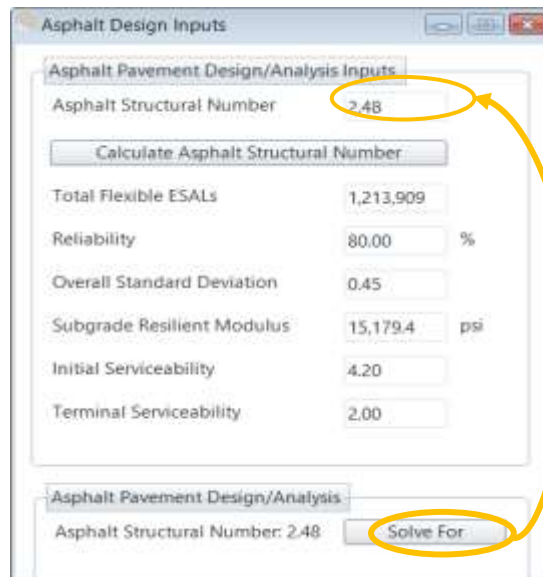 Asphalt Design Inputs
Asphalt Pavement Design/Analysis Inputs
Asphalt Structural Number 2.48
Calculate Asphalt Structural Number
Total Flexible ESALs 1,213,909
Reliability 80.00 %
Overall Standard Deviation 0.45
Subgrade Resilient Modulus 15,179.4 psi
Initial Serviceability 4.20
Terminal Serviceability 2.00
Asphalt Pavement Design/Analysis
Asphalt Structural Number: 2.48 Solve For